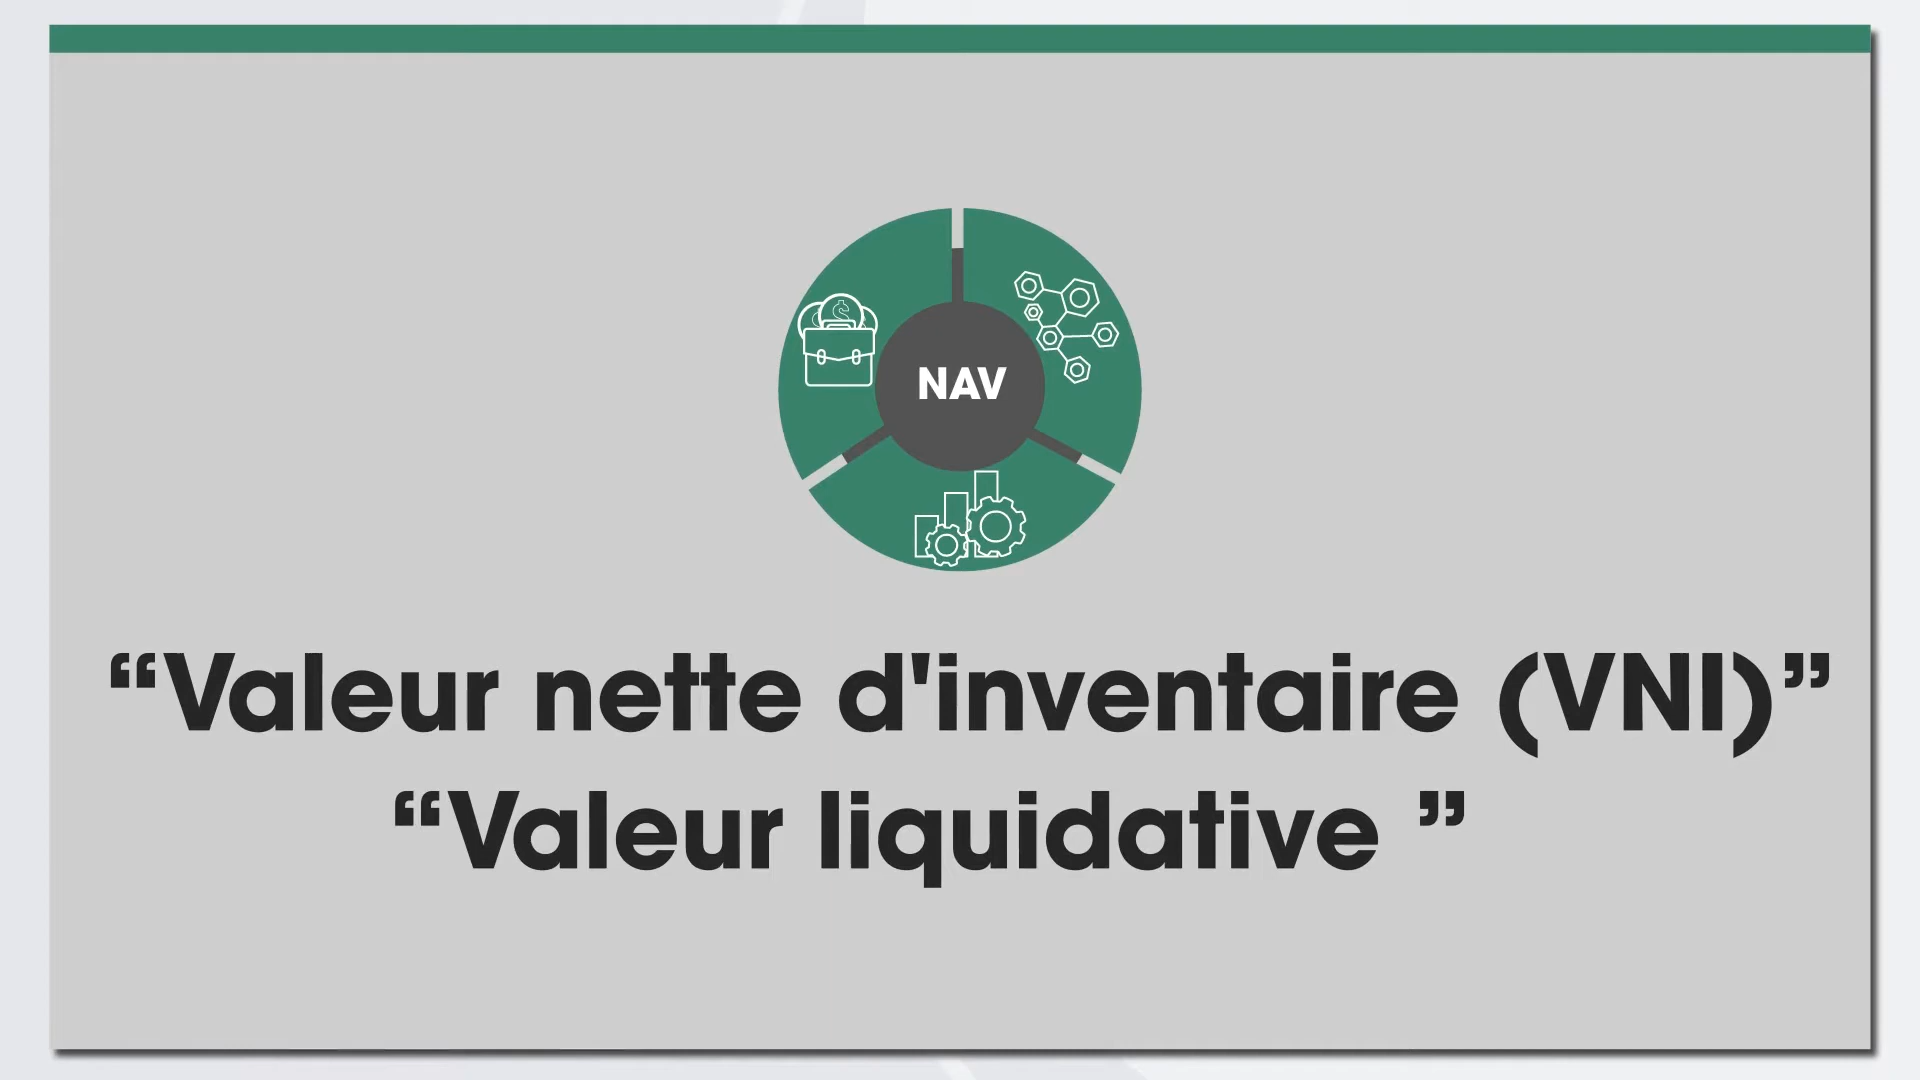 NAV
“Valeur nette d'inventaire (VNI)”
“Valeur liquidative ”